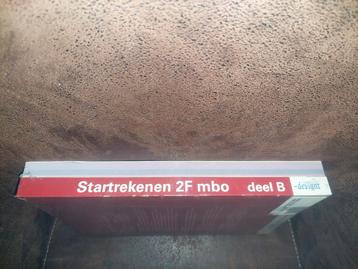 Startrekenen 2F mbo deel B